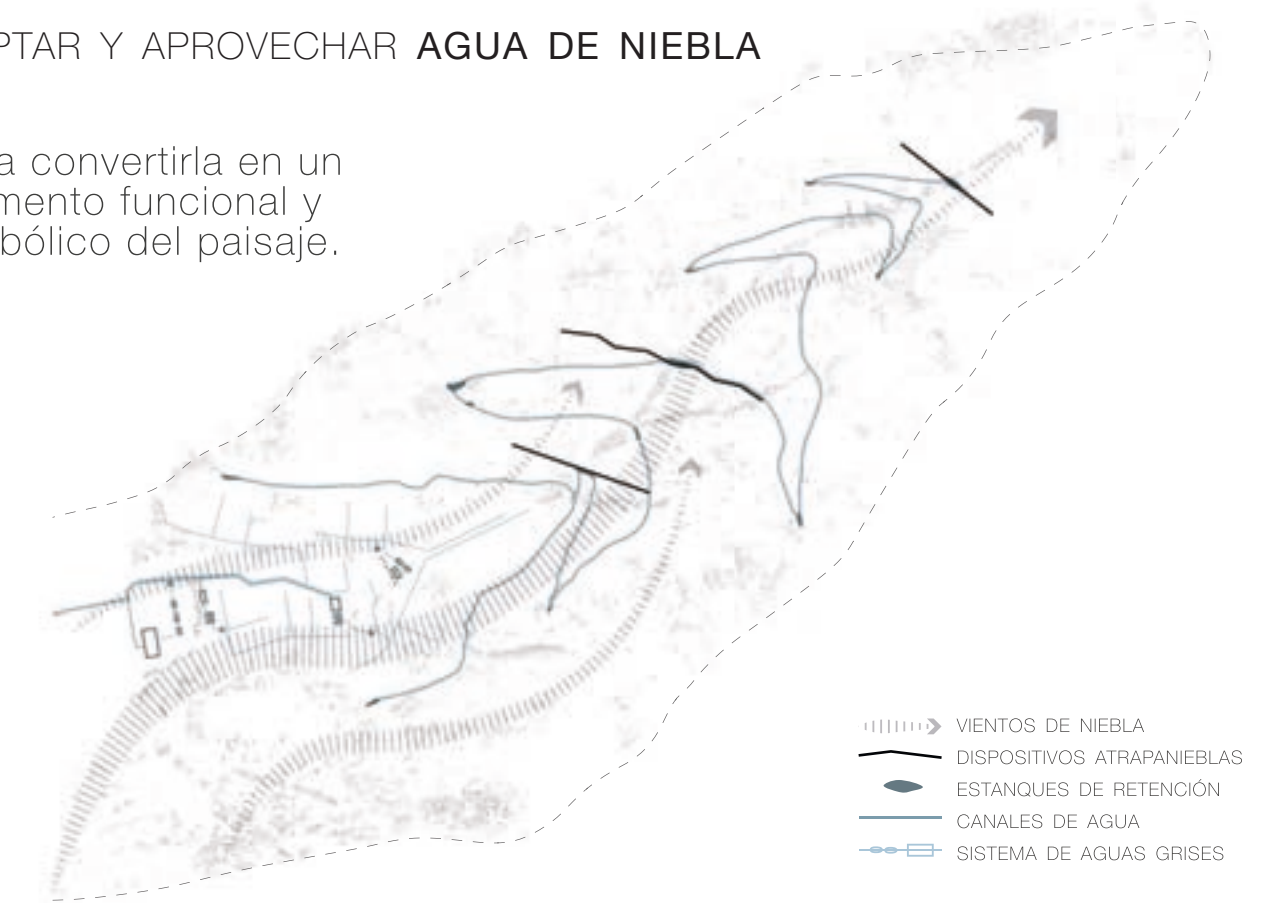 PTAR Y APROVECHAR AGUA DE NIEBLA
a convertirla en un
mento funcional y
bólico del paisaje.
VIENTOS DE NIEBLA
DISPOSITIVOS ATRAPANIEBLAS
ESTANQUES DE RETENCIÓN
CANALES DE AGUA
SISTEMA DE AGUAS GRISES